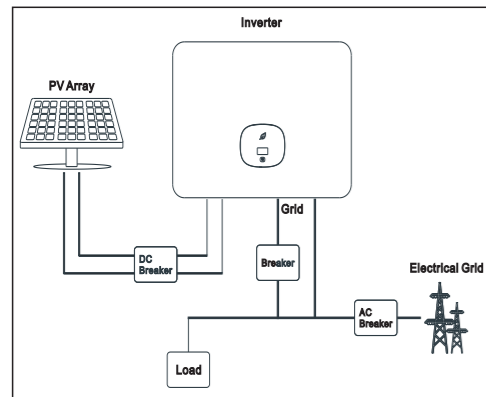 Inverter
PV Array
Grid
DC
Breaker
Breaker
Electrical Grid
AC
Breaker
Load